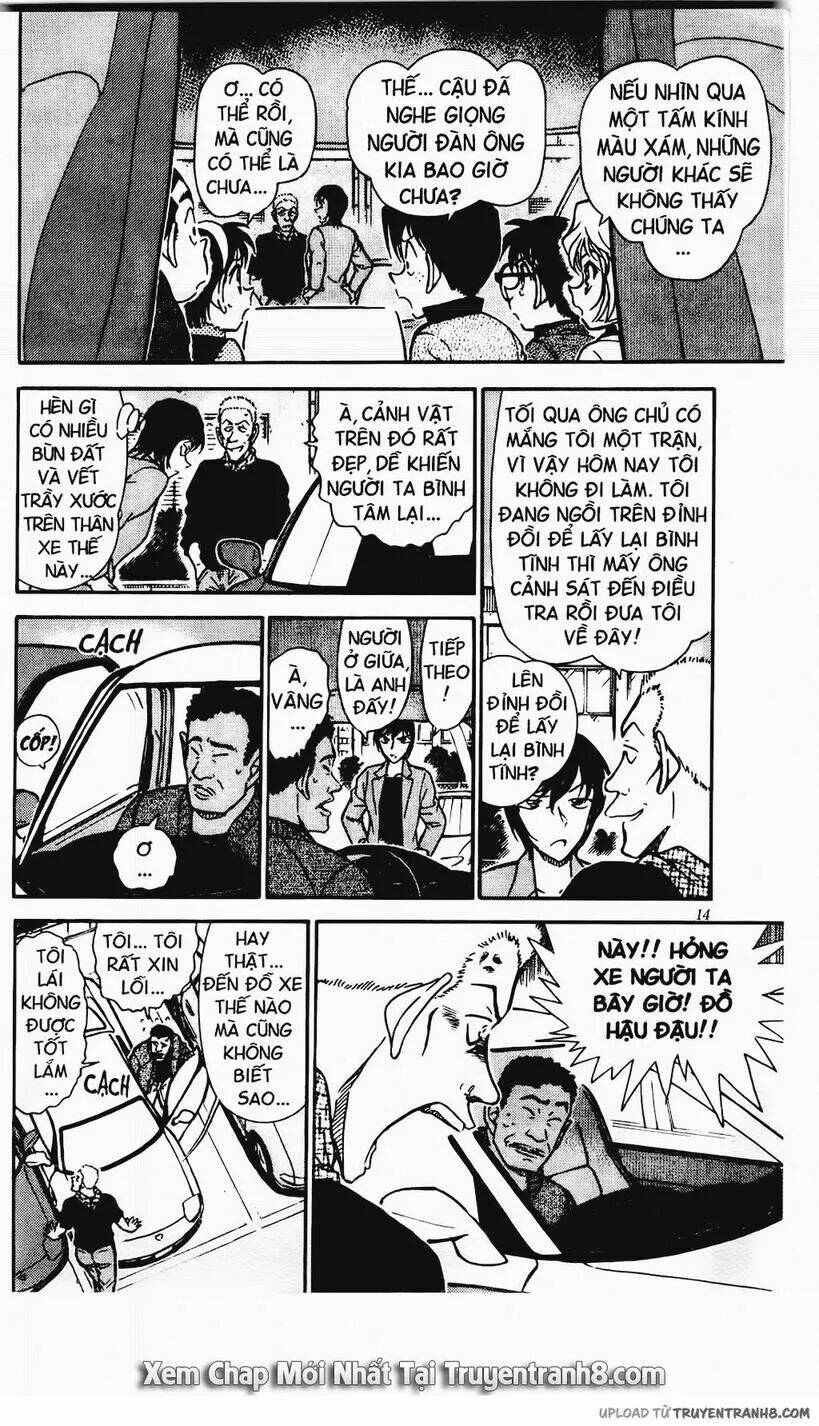 NẾU NHÌN QUA
MỘT TẤM KÍNH
MÀU XÁM, NHỮNG
NGƯỜI KHÁC SẼ
KHÔNG THẤY
CHÚNG TA
...
THẾ... CẬU ĐÃ
NGHE GIỌNG
NGƯỜI ĐÀN ÔNG
KIA BAO GIỜ
CHƯA?
Ơ... CÓ
THỂ RỒI,
MÀ CŨNG
CÓ THỂ LÀ
CHƯA...
TỐI QUA ÔNG CHỦ CÓ
MẮNG TÔI MỘT TRẬN,
VÌ VẬY HÔM NAY TÔI
KHÔNG ĐI LÀM. TÔI
ĐANG NGỒI TRÊN ĐỈNH
ĐỒI ĐỂ LẤY LẠI BÌNH
TĨNH THÌ MẤY ÔNG
CẢNH SÁT ĐẾN ĐIỀU
TRA RỒI ĐƯA TÔI
VỀ ĐÂY!
LÊN
ĐỈNH ĐỒI
ĐỂ LẤY
LẠI BÌNH
TĨNH?
À, CẢNH VẬT
TRÊN ĐÓ RẤT
ĐẸP, DỄ KHIẾN
NGƯỜI TA BÌNH
TÂM LẠI...
HÈN GÌ
CÓ NHIỀU
BÙN ĐẤT
VÀ VẾT
TRẦY XƯỚC
TRÊN THÂN
XE THẾ
NÀY...
TIẾP
THEO!
NGƯỜI
Ở GIỮA,
LÀ ANH
ĐẤY!
À,
VÂNG
...
CẠCH
CỐP!
Ơ
...
14
NÀY!! HỎNG
XE NGƯỜI TA
BÂY GIỜ! ĐỒ
HẬU ĐẬU!!
HAY
THẬT...
ĐẾN ĐỖ XE
THẾ NÀO
MÀ CŨNG
KHÔNG
BIẾT
SAO...
TÔI... TÔI
RẤT XIN
LỖI...
CẠCH
TÔI
LÁI
KHÔNG
ĐƯỢC
TỐT
LẮM...
Xem Chap Mới Nhất Tại Truyentranh8.com
UPLOAD TỪ TRUYENTRANH8.COM